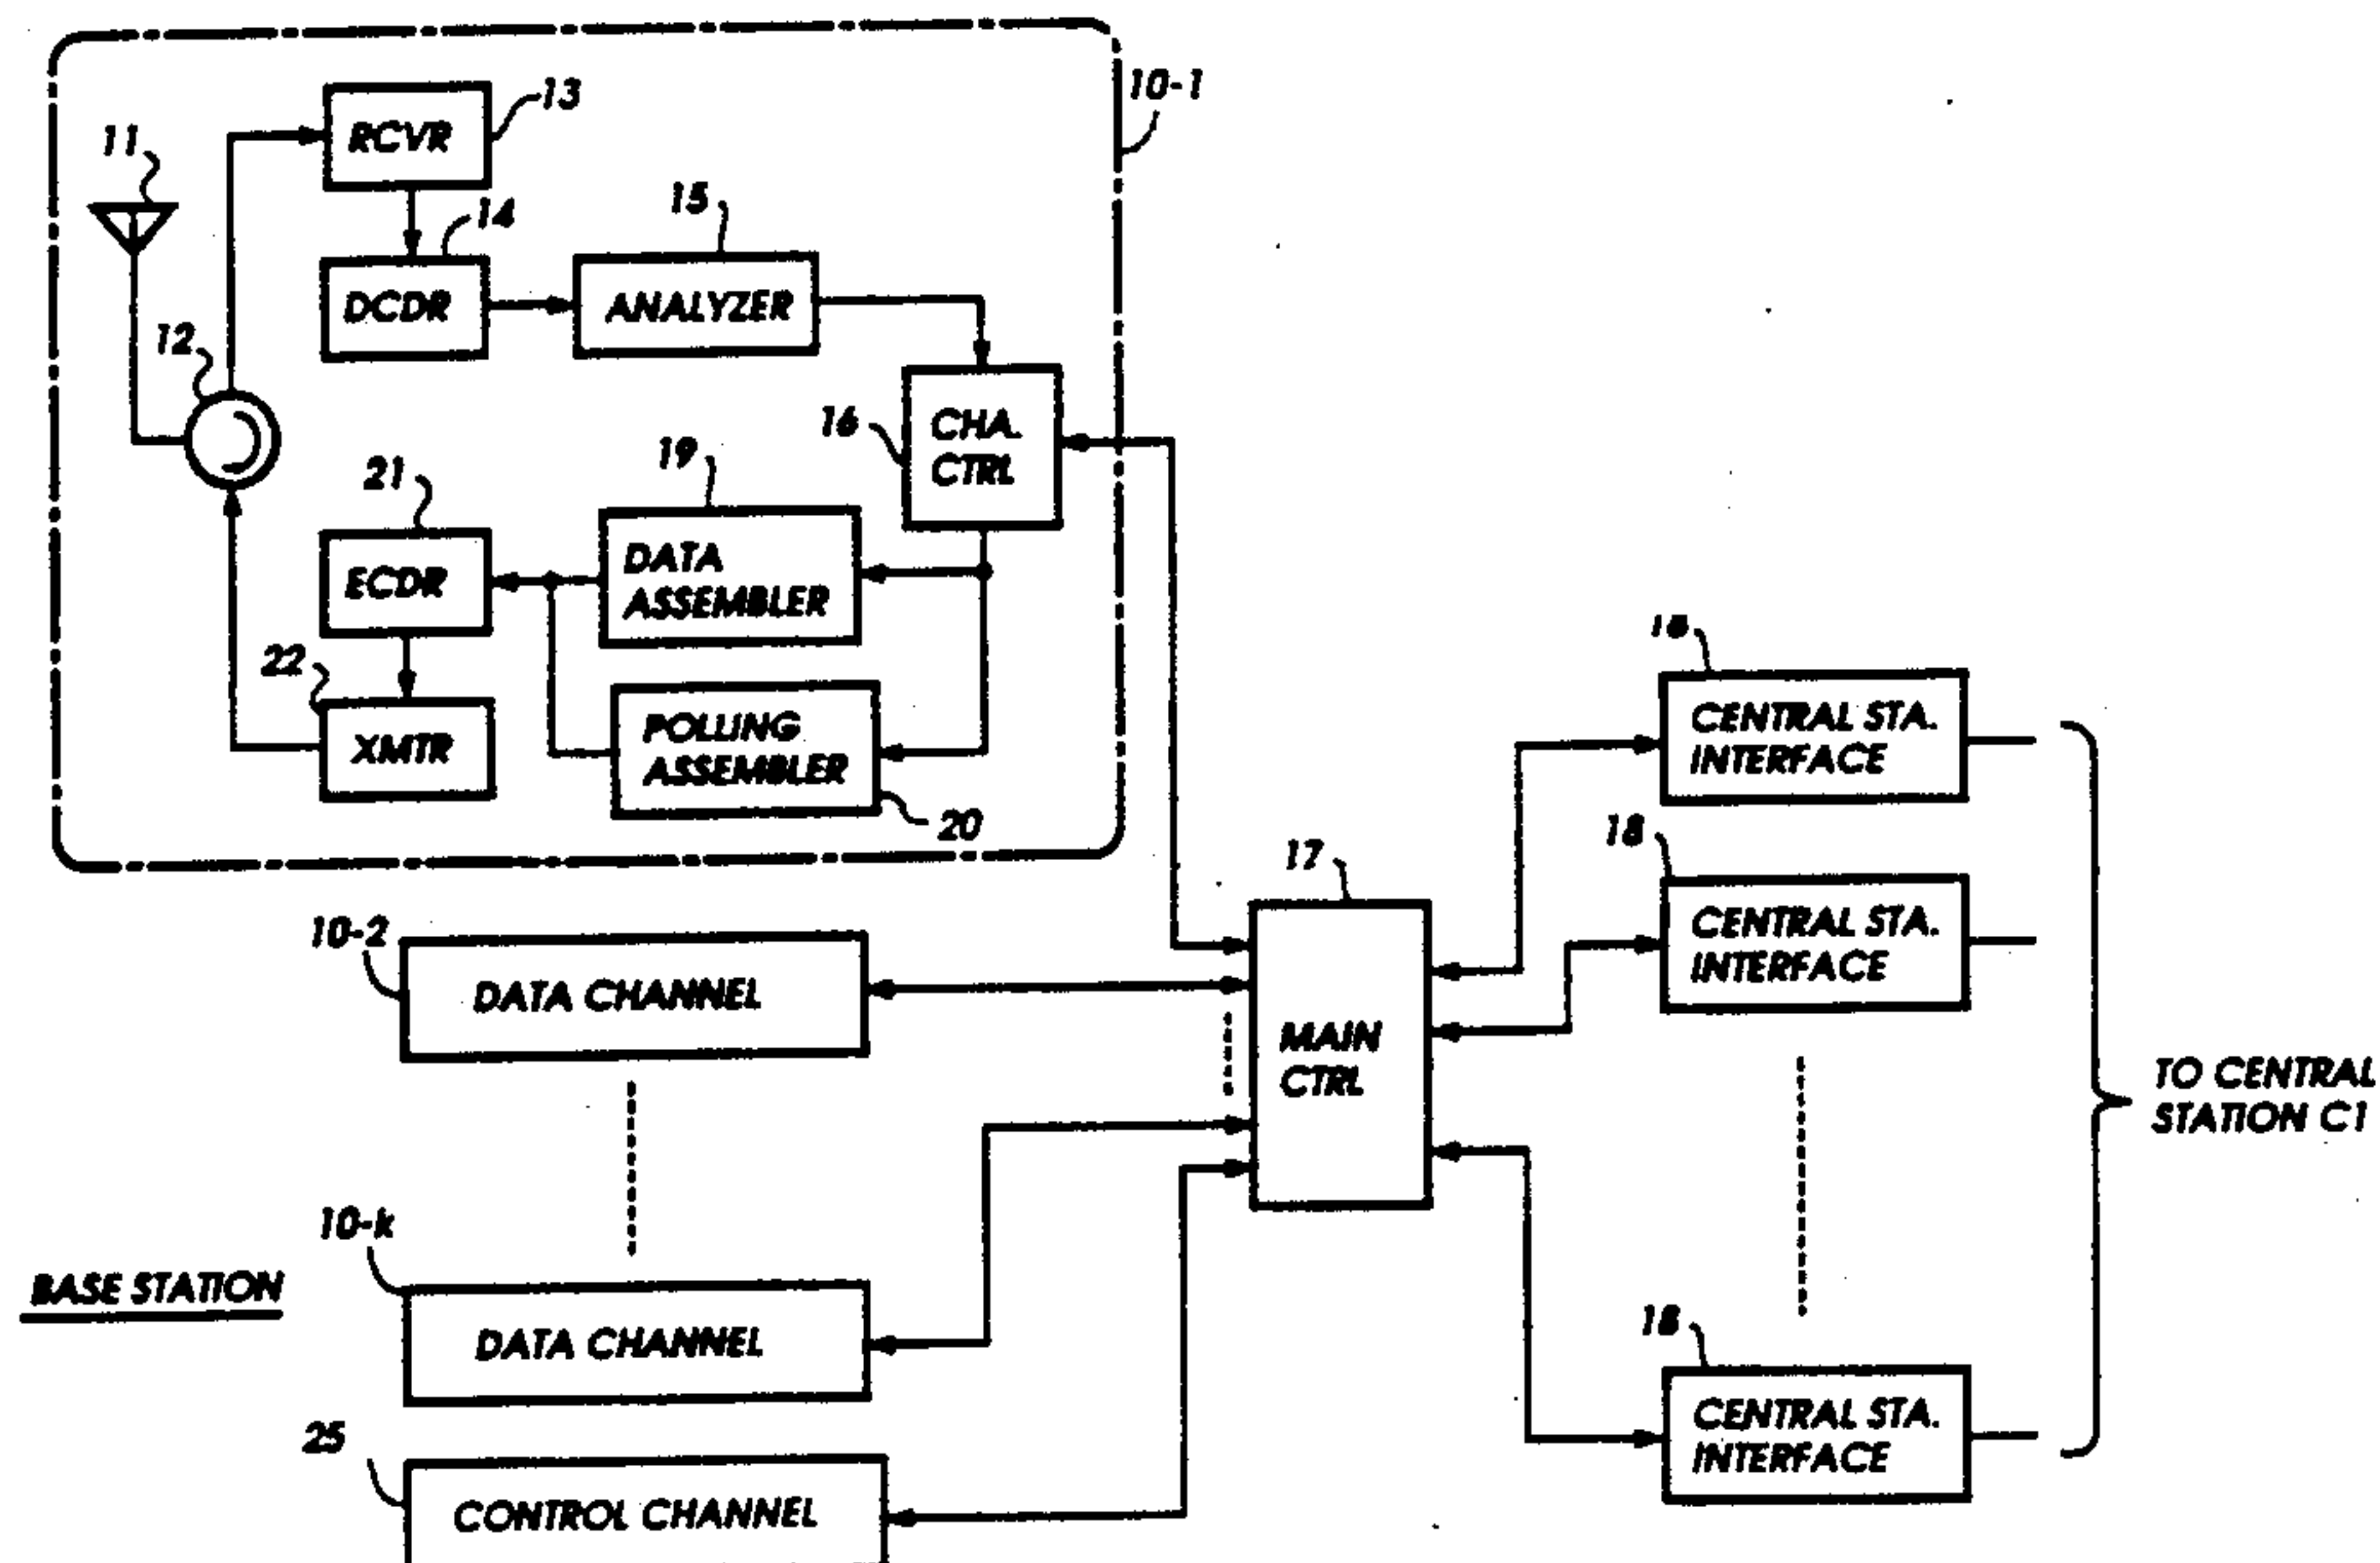 10-1
13
RCVR
11
14
15
DCDR
ANALYZER
12
16
CHA.
CTRL
21
19
ECDR
DATA
ASSEMBLER
22
XMTR
POLLING
ASSEMBLER
20
18
CENTRAL STA.
INTERFACE
18
CENTRAL STA.
INTERFACE
17
MAIN
CTRL
10-2
DATA CHANNEL
TO CENTRAL
STATION C1
10-k
BASE STATION
DATA CHANNEL
18
CENTRAL STA.
INTERFACE
25
CONTROL CHANNEL